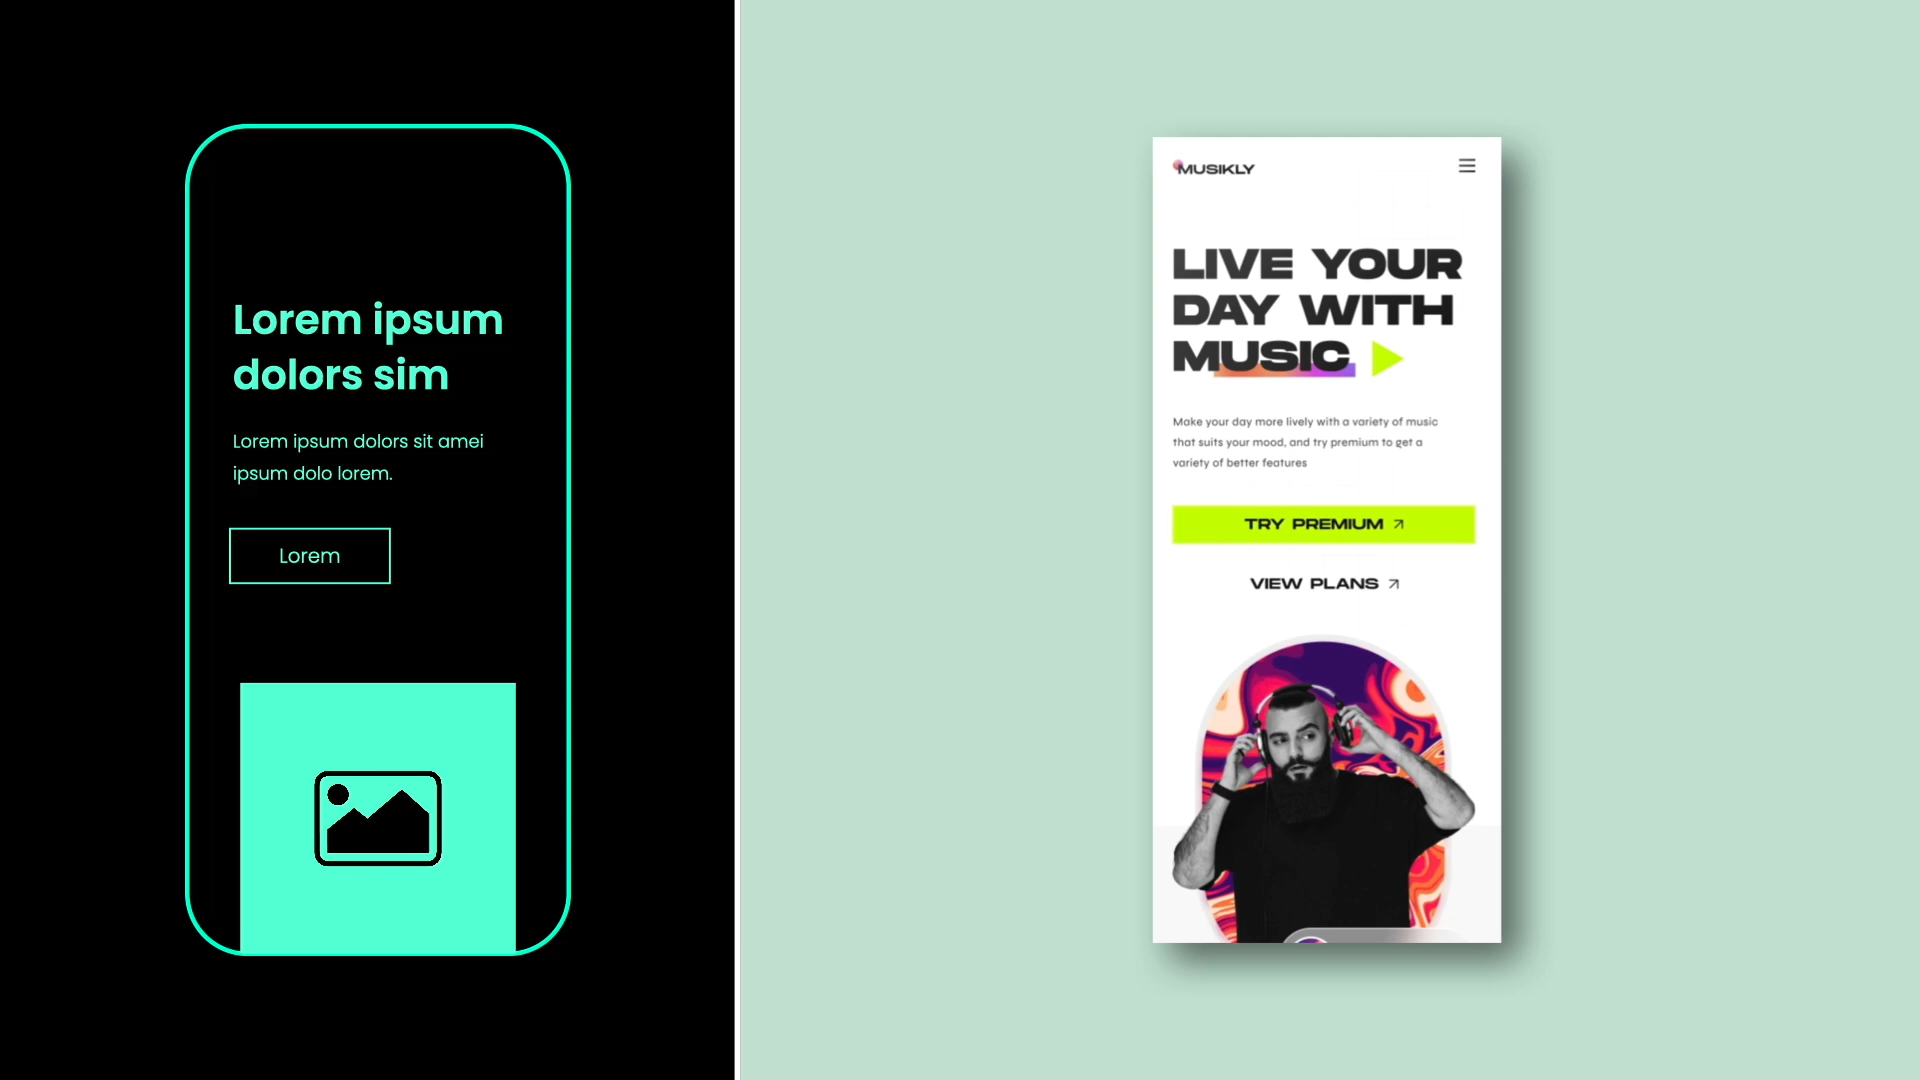 Lorem ipsum
dolors sim
Lorem ipsum dolors sit amei
ipsum dolo lorem.
Lorem
MUSIKLY
LIVE YOUR
DAY WITH
MUSIC
Make your day more lively with a variety of music
that suits your mood, and try premium to get a
variety of better features
TRY PREMIUM
VIEW PLANS